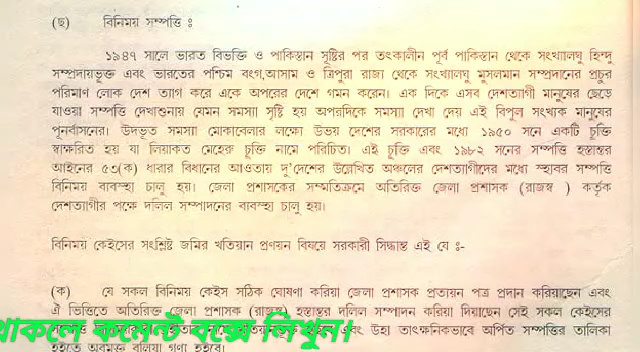 (ছ) বিনিময় সম্পত্তি ঃ
১৯৪৭ সালে ভারত বিভক্তি ও পাকিস্তান সৃষ্টির পর তৎকালীন পূর্ব পাকিস্তান থেকে সংখ্যালঘু হিন্দু
সম্প্রদায়ভুক্ত এবং ভারতের পশ্চিম বংগ,আসাম ও ত্রিপুরা রাজ্য থেকে সংখ্যালঘু মুসলমান সম্প্রদানের প্রচুর
পরিমাণ লোক দেশ ত্যাগ করে একে অপরের দেশে গমন করেন। এক দিকে এসব দেশত্যাগী মানুষের ছেড়ে
যাওয়া সম্পত্তি দেখাশুনায় যেমন সমস্যা সৃষ্টি হয় অপরদিকে সমস্যা দেখা দেয় এই বিপুল সংখ্যক মানুষের
পুনর্বাসনের। উদভূত সমস্যা মোকাবেলার লক্ষ্যে উভয় দেশের সরকারের মধ্যে ১৯৫০ সনে একটি চুক্তি
স্বাক্ষরিত হয় যা লিয়াকত মেহেরু চুক্তি নামে পরিচিত। এই চুক্তি এবং ১৯৮২ সনের সম্পত্তি হস্তান্তর
আইনের ৫৩(ক) ধারার বিধানের আওতায় দু'দেশের উল্লেখিত অঞ্চলের দেশত্যাগীদের মধ্যে স্হাবর সম্পত্তি
বিনিময় ব্যবস্হা চালু হয়। জেলা প্রশাসকের সম্মতিক্রমে অতিরিক্ত জেলা প্রশাসক (রাজস্ব ) কর্তৃক
দেশত্যাগীর পক্ষে দলিল সম্পাদনের ব্যবস্হা চালু হয়।
বিনিময় কেইসের সংশ্লিষ্ট জমির খতিয়ান প্রণয়ন বিষয়ে সরকারী সিদ্ধান্ত এই যে ঃ-
(ক) যে সকল বিনিময় কেইস সঠিক ঘোষণা করিয়া জেলা প্রশাসক প্রত্যয়ন পত্র প্রদান করিয়াছেন এবং
ঐ ভিত্তিতে অতিরিক্ত জেলা প্রশাসক (রাজস্ব) হস্তান্তর দলিল সম্পাদন করিয়া দিয়াছেন সেই সকল কেইসের
থাকলে কমেন্ট বক্সে লিখুন।
এবং উহা তাৎক্ষনিকভাবে অর্পিত সম্পত্তির তালিকা
হইতে অবমুক্ত বলিয়া গণ্য হইবে।